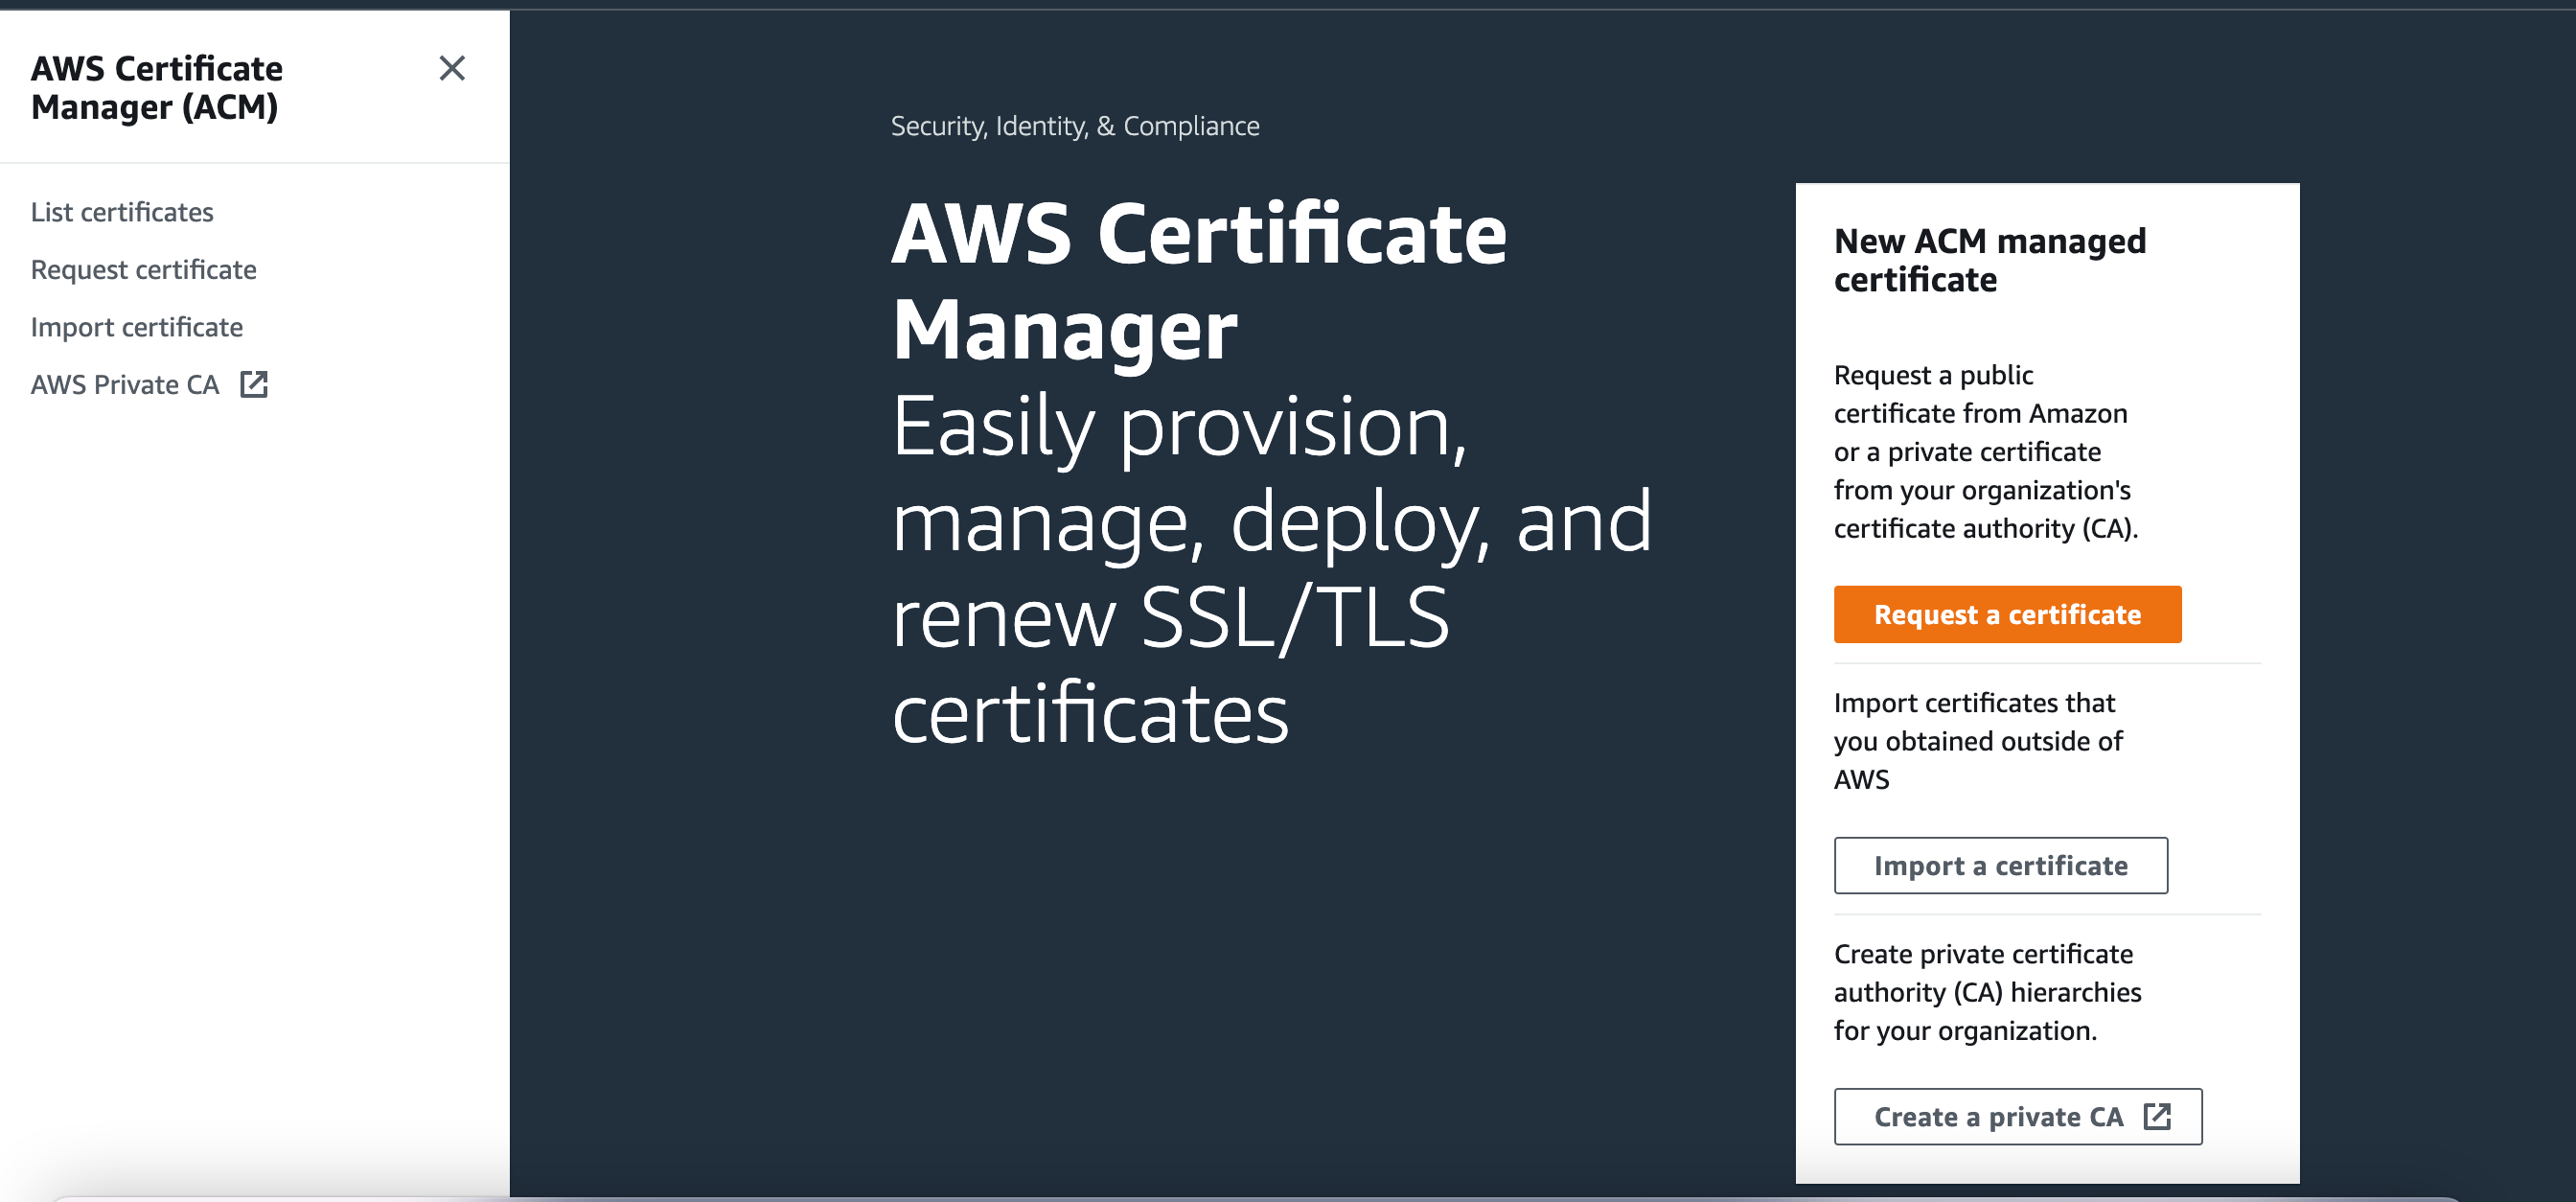 AWS Certificate
Manager (ACM)
List certificates
Request certificate
Import certificate
AWS Private CA
Security, Identity, & Compliance
AWS Certificate
Manager
Easily provision,
manage, deploy, and
renew SSL/TLS
certificates
New ACM managed
certificate
Request a public
certificate from Amazon
or a private certificate
from your organization's
certificate authority (CA).
Request a certificate
Import certificates that
you obtained outside of
AWS
Import a certificate
Create private certificate
authority (CA) hierarchies
for your organization.
Create a private CA